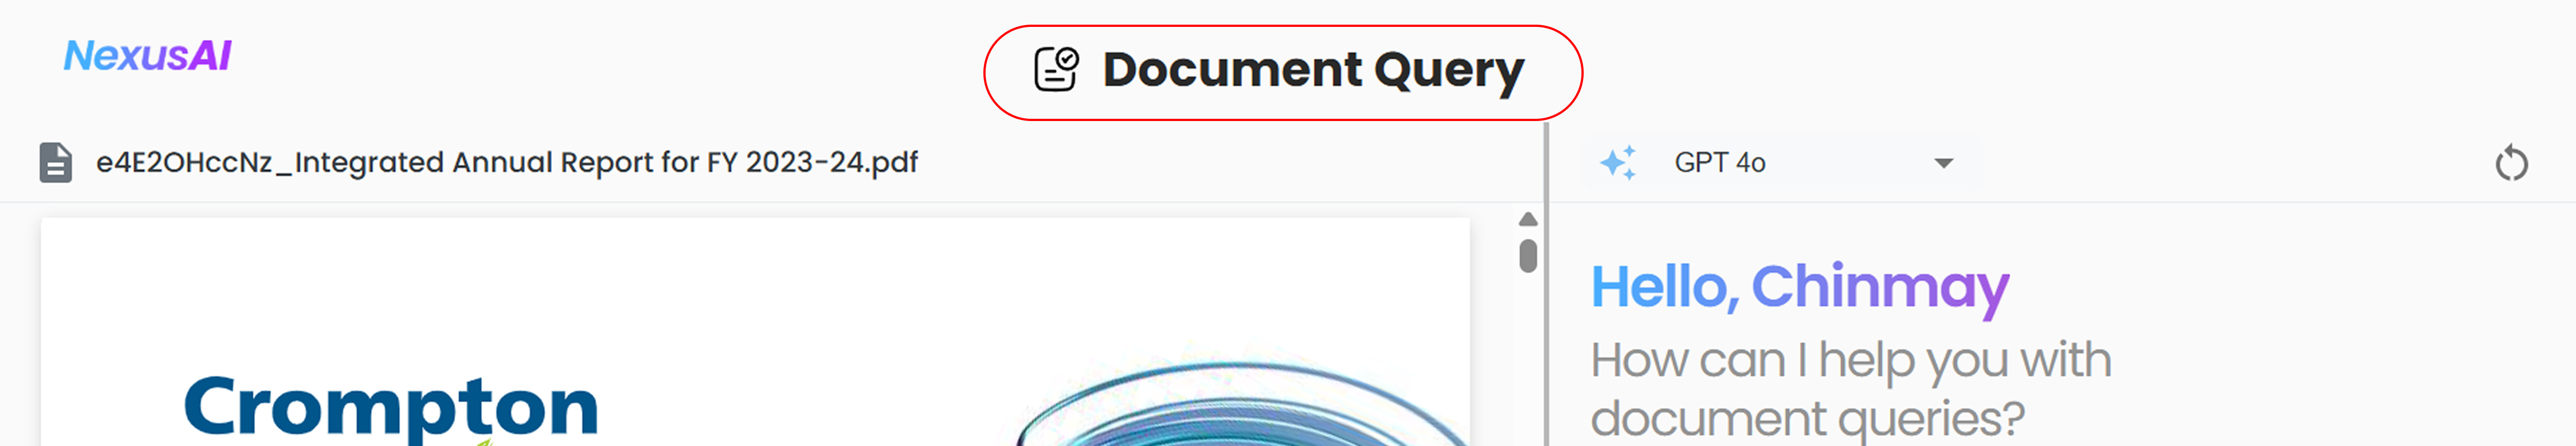 NexusAI
Document Query
e4E2OHccNz_Integrated Annual Report for FY 2023-24.pdf
GPT 4o
Crompton
Hello, Chinmay
How can I help you with
document queries?